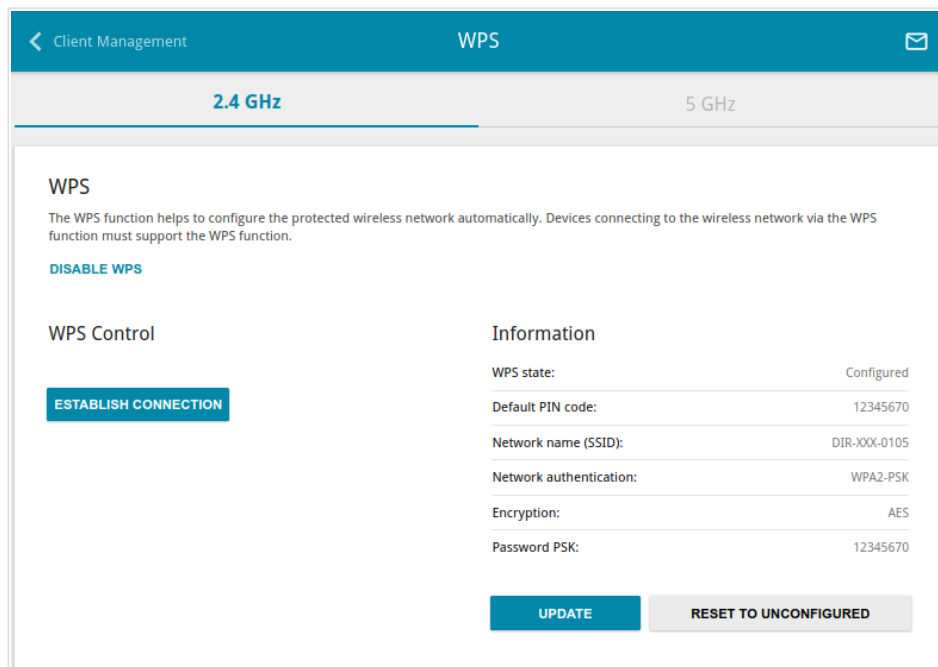 Client Management
WPS
2.4 GHz
5 GHz
WPS
The WPS function helps to configure the protected wireless network automatically. Devices connecting to the wireless network via the WPS
function must support the WPS function.
DISABLE WPS
WPS Control
ESTABLISH CONNECTION
Information
WPS state: Configured
Default PIN code: 12345670
Network name (SSID): DIR-XXX-0105
Network authentication: WPA2-PSK
Encryption: AES
Password PSK: 12345670
UPDATE
RESET TO UNCONFIGURED